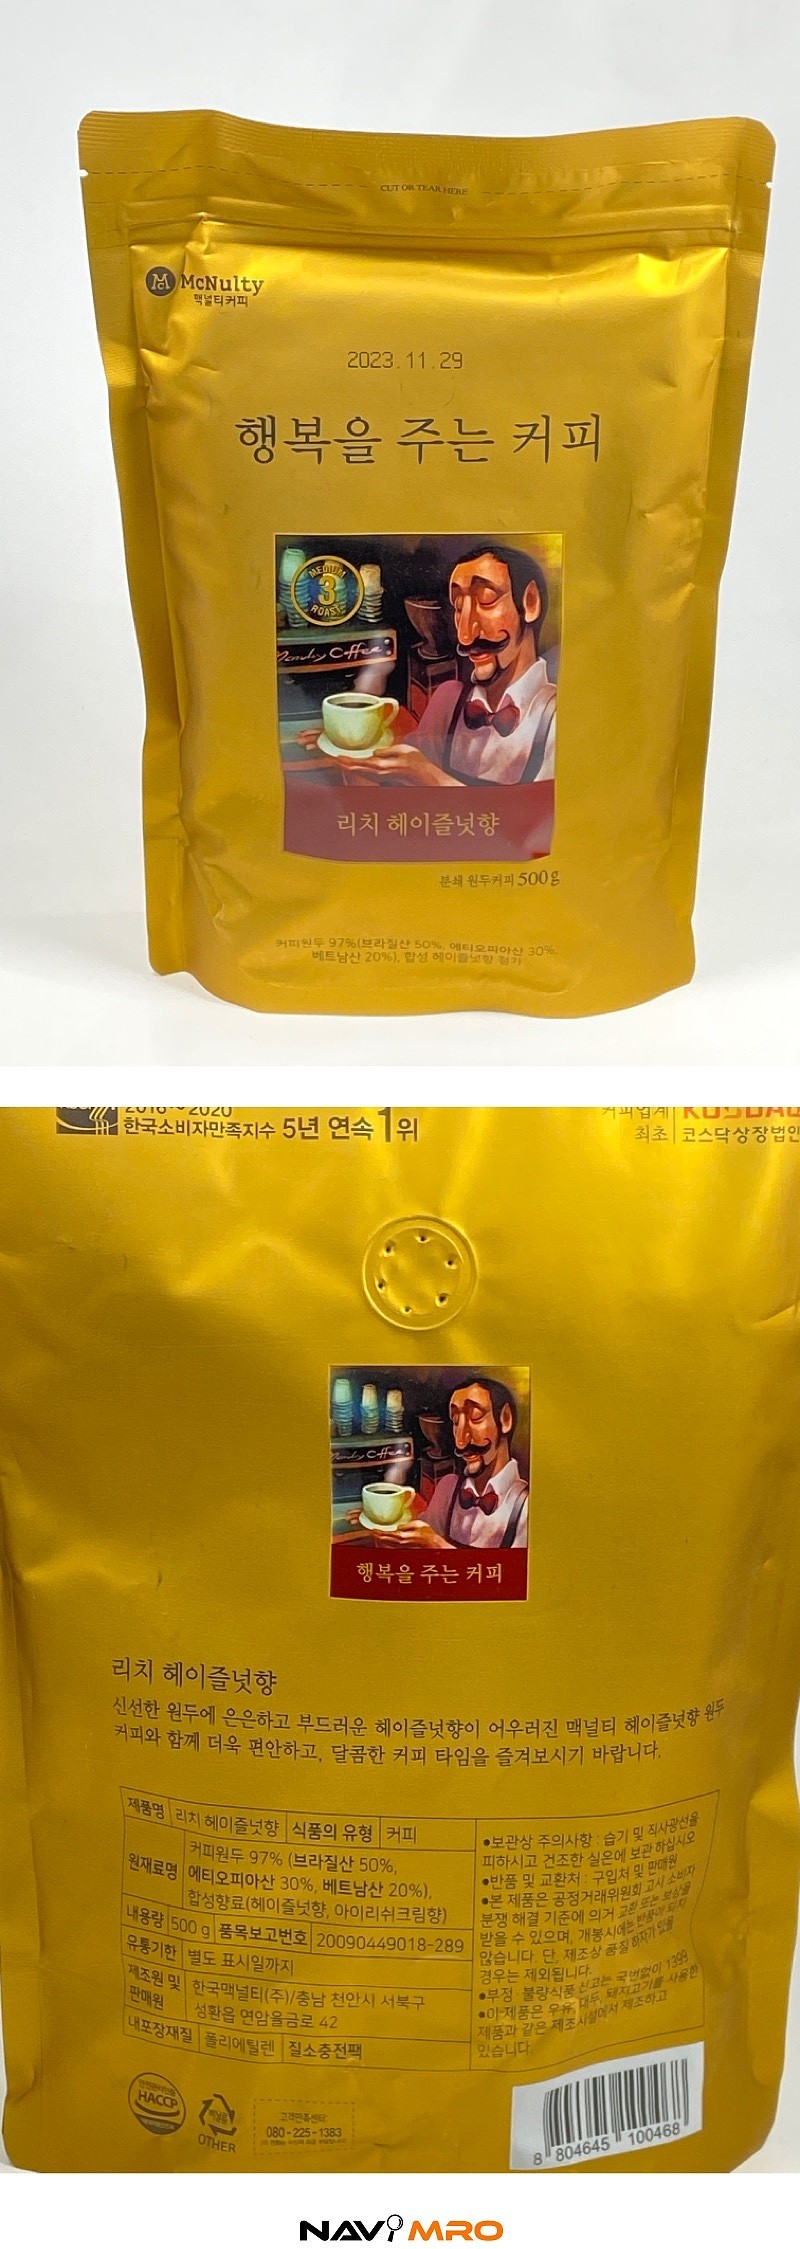 CUT OR TEAR HERE
McNulty
맥널티커피
2023.11.29
행복을 주는 커피
MEDIUM
3
ROAST
Coffee
리치 헤이즐넛향
분쇄 원두커피 500g
커피원두 97%(브라질산 50%, 에티오피아산 30%,
베트남산 20%), 합성 헤이즐넛향 첨가
2016~2020
한국소비자만족지수 5년 연속 1위
커피업계 KOSDAQ
최초 코스닥상장법인
Coffee
행복을 주는 커피
리치 헤이즐넛향
신선한 원두에 은은하고 부드러운 헤이즐넛향이 어우러진 맥널티 헤이즐넛향 원두
커피와 함께 더욱 편안하고, 달콤한 커피 타임을 즐겨보시기 바랍니다.
제품명 리치 헤이즐넛향 식품의 유형 커피
원재료명 커피원두 97% (브라질산 50%,
에티오피아산 30%, 베트남산 20%),
합성향료(헤이즐넛향, 아이리쉬크림향)
내용량 500 g 품목보고번호 20090449018-289
유통기한 별도 표시일까지
제조원 및
판매원 한국맥널티(주)/충남 천안시 서북구
성환읍 연암율금로 42
내포장재질 폴리에틸렌 질소충전팩
●보관상 주의사항 : 습기 및 직사광선을
피하시고 건조한 실온에 보관 하십시오
●반품 및 교환처 : 구입처 및 판매원
●본 제품은 공정거래위원회 고시 소비자
분쟁 해결 기준에 의거 교환 또는 보상을
받을 수 있으며, 개봉시에는 반품이 되지
않습니다. 단, 제조상 품질 하자가 있을
경우는 제외됩니다.
●부정·불량식품 신고는 국번없이 1399
●이 제품은 우유, 대두, 돼지고기를 사용한
제품과 같은 제조시설에서 제조하고
있습니다.
HACCP
OTHER
고객만족센터:
080-225-1383
8 804645 100468
NAVIMRO